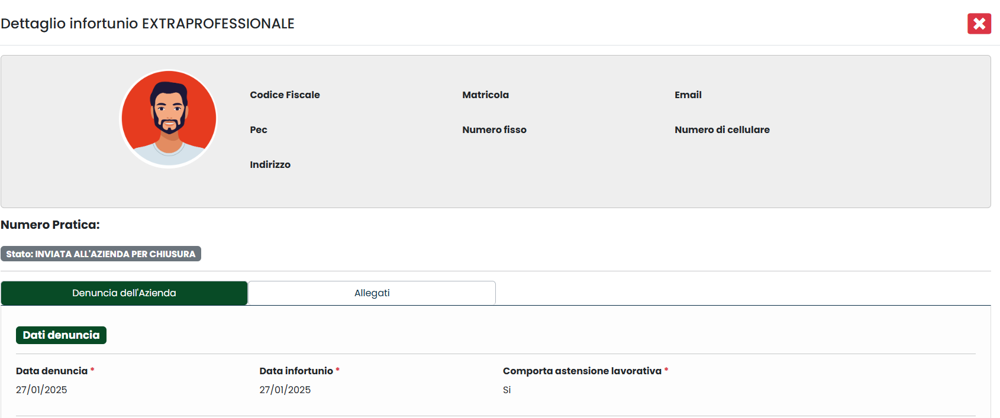 Dettaglio infortunio EXTRAPROFESSIONALE
Codice Fiscale Matricola Email
Pec Numero fisso Numero di cellulare
Indirizzo
Numero Pratica:
Stato: INVIATA ALL'AZIENDA PER CHIUSURA
Denuncia dell'Azienda Allegati
Dati denuncia
Data denuncia * Data infortunio * Comporta astensione lavorativa *
27/01/2025 27/01/2025 Si